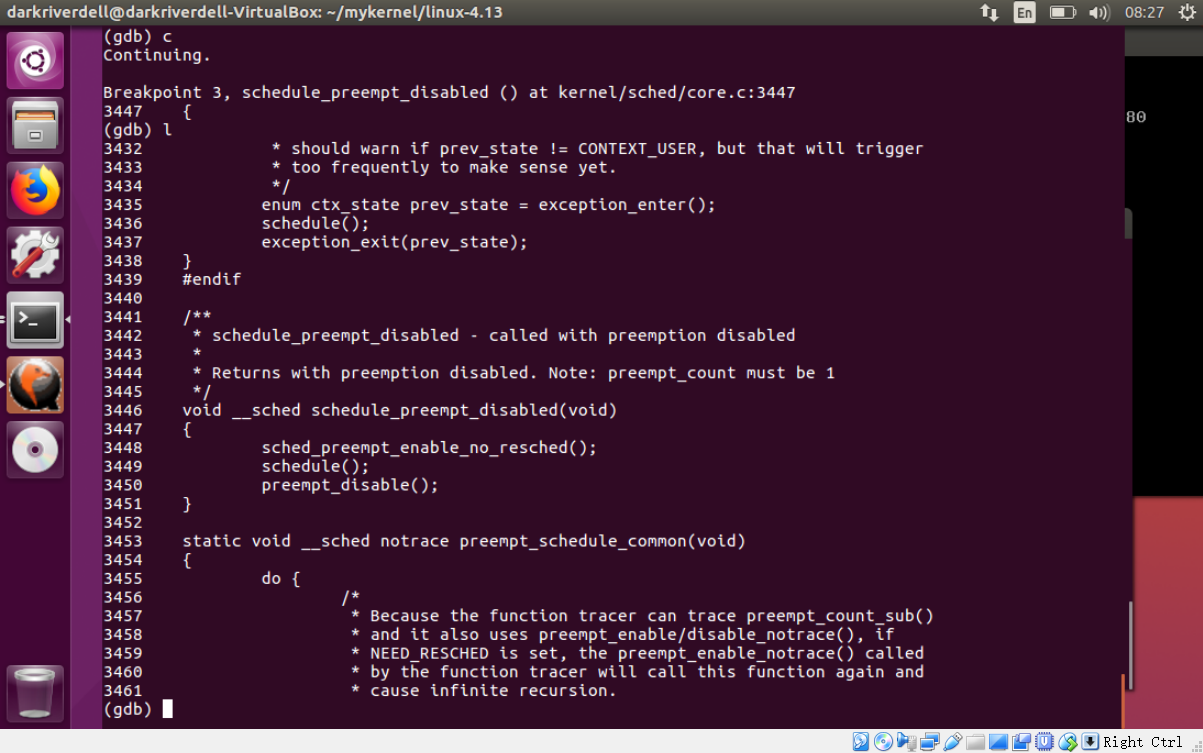 darkriverdell@darkriverdell-VirtualBox: ~/mykernel/linux-4.13
En
08:27
(gdb) c
Continuing.
Breakpoint 3, schedule_preempt_disabled () at kernel/sched/core.c:3447
3447    {
(gdb) l
3432             * should warn if prev_state != CONTEXT_USER, but that will trigger
3433             * too frequently to make sense yet.
3434             */
3435            enum ctx_state prev_state = exception_enter();
3436            schedule();
3437            exception_exit(prev_state);
3438    }
3439    #endif
3440
3441    /**
3442     * schedule_preempt_disabled - called with preemption disabled
3443     *
3444     * Returns with preemption disabled. Note: preempt_count must be 1
3445     */
3446    void __sched schedule_preempt_disabled(void)
3447    {
3448            sched_preempt_enable_no_resched();
3449            schedule();
3450            preempt_disable();
3451    }
3452
3453    static void __sched notrace preempt_schedule_common(void)
3454    {
3455            do {
3456                    /*
3457                     * Because the function tracer can trace preempt_count_sub()
3458                     * and it also uses preempt_enable/disable_notrace(), if
3459                     * NEED_RESCHED is set, the preempt_enable_notrace() called
3460                     * by the function tracer will call this function again and
3461                     * cause infinite recursion.
(gdb)
80
Right Ctrl